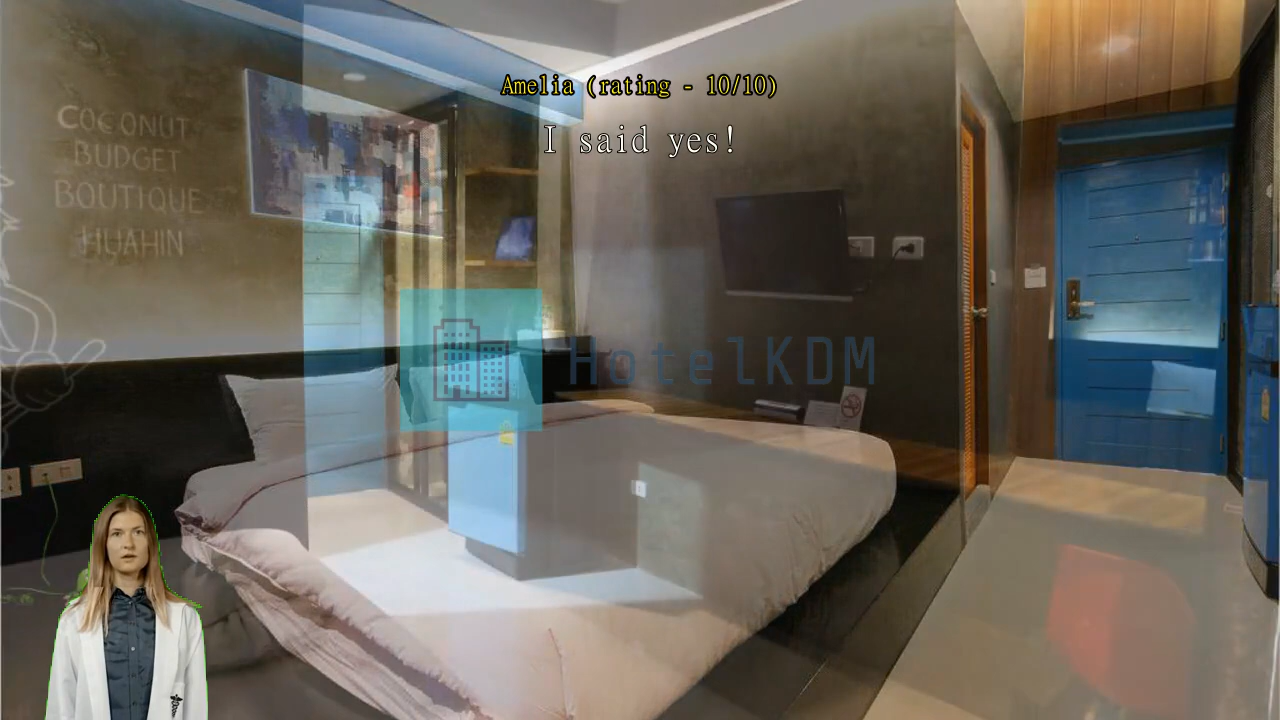 Amelia (rating - 10/10)
I said yes!
COCONUT
BUDGET
BOUTIQUE
HUAHIN
HotelKDM